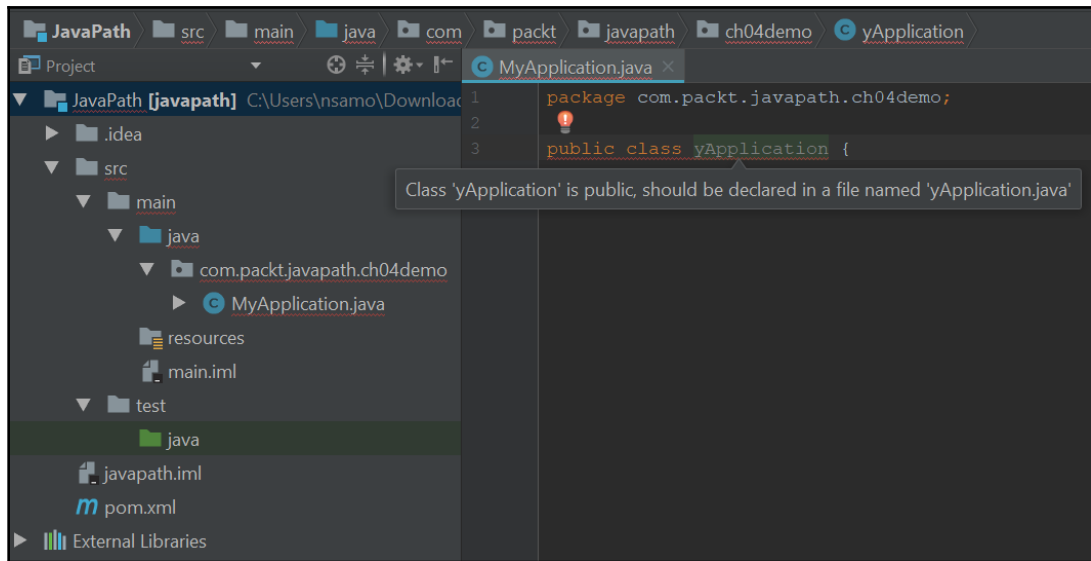 JavaPath src main java com packt javapath ch04demo yApplication
Project
MyApplication.java
JavaPath [javapath] C:\Users\nsamo\Downloac
.idea
src
main
java
com.packt.javapath.ch04demo
MyApplication.java
resources
main.iml
test
java
javapath.iml
pom.xml
External Libraries
1 package com.packt.javapath.ch04demo;
2
3 public class yApplication {
Class 'yApplication' is public, should be declared in a file named 'yApplication.java'